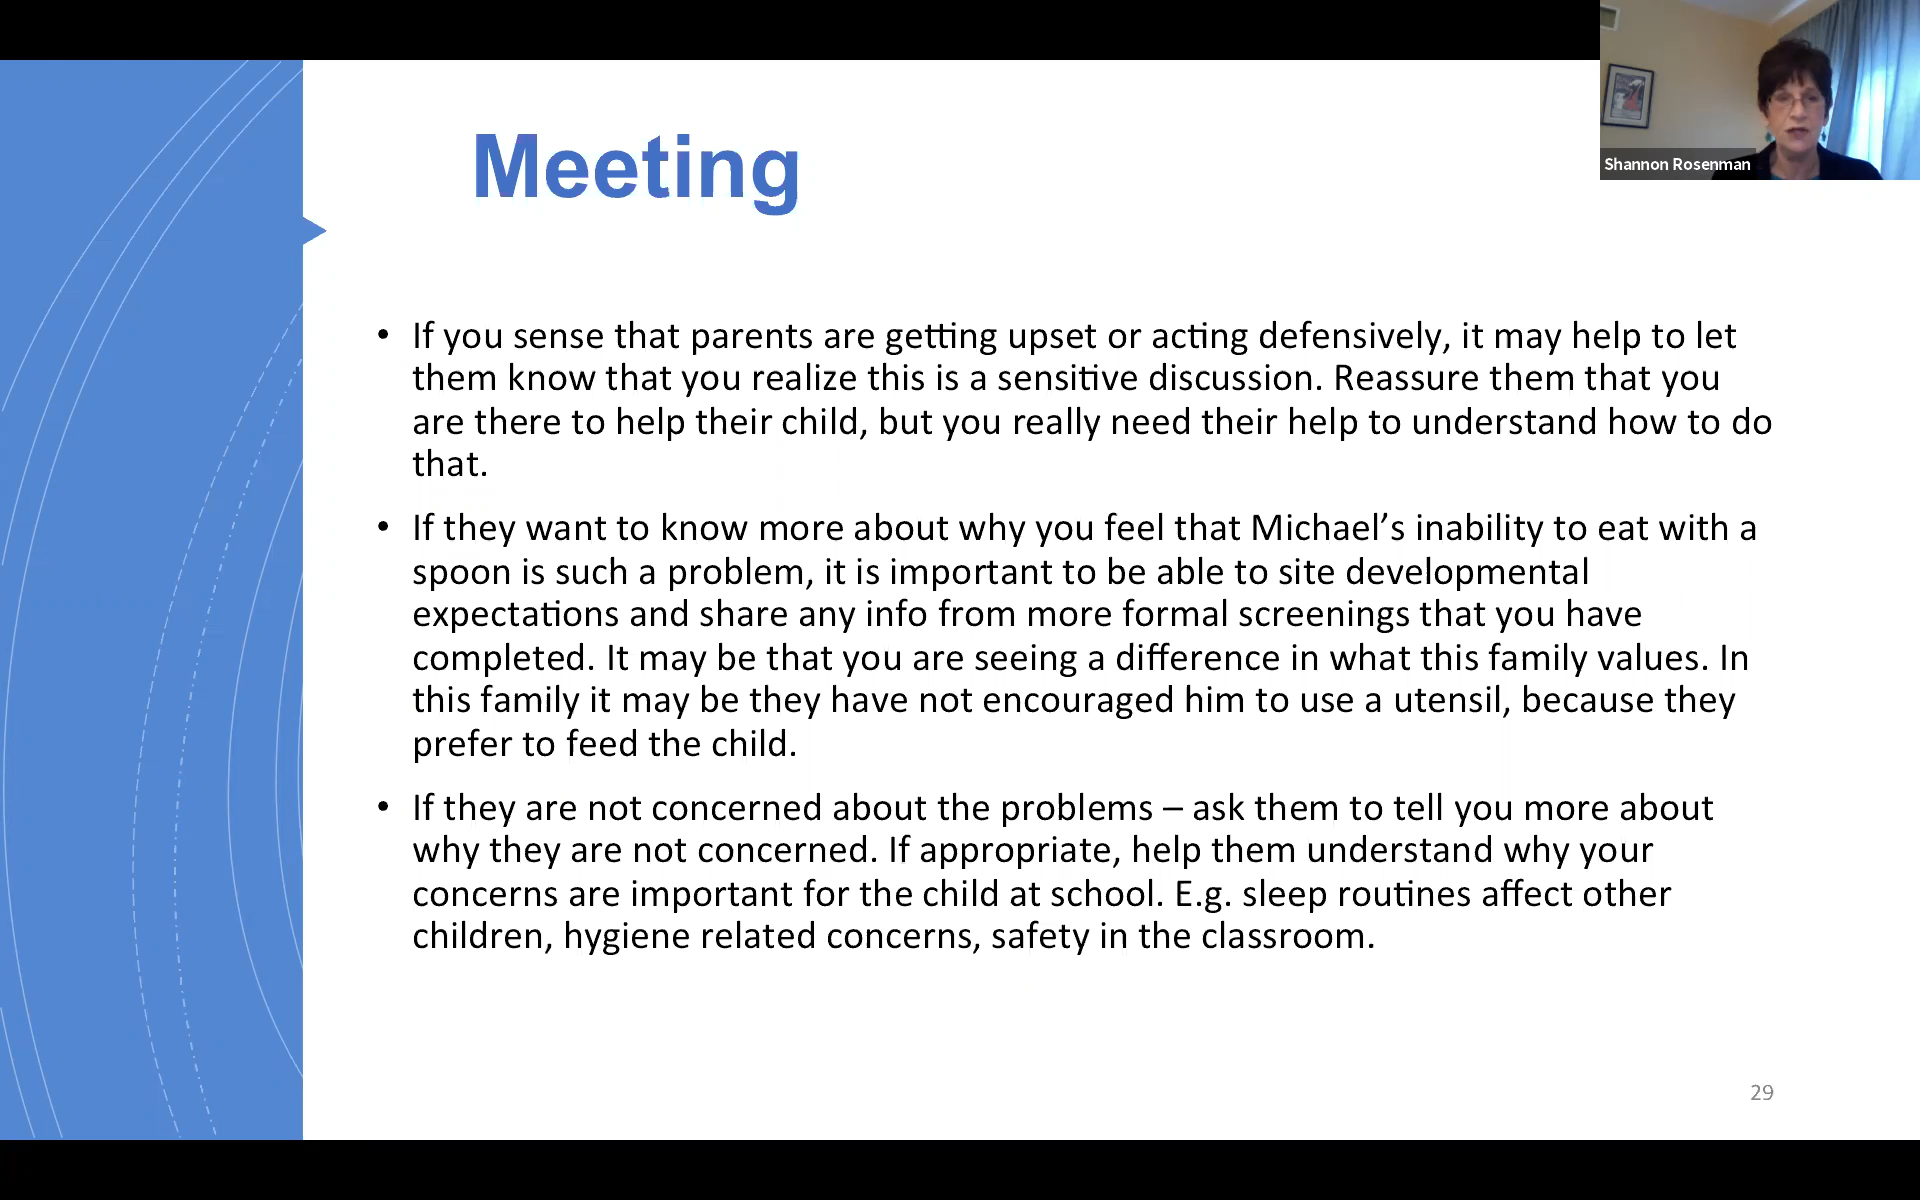 Meeting
Shannon Rosenman
• If you sense that parents are getting upset or acting defensively, it may help to let
them know that you realize this is a sensitive discussion. Reassure them that you
are there to help their child, but you really need their help to understand how to do
that.
• If they want to know more about why you feel that Michael’s inability to eat with a
spoon is such a problem, it is important to be able to site developmental
expectations and share any info from more formal screenings that you have
completed. It may be that you are seeing a difference in what this family values. In
this family it may be they have not encouraged him to use a utensil, because they
prefer to feed the child.
• If they are not concerned about the problems – ask them to tell you more about
why they are not concerned. If appropriate, help them understand why your
concerns are important for the child at school. E.g. sleep routines affect other
children, hygiene related concerns, safety in the classroom.
29